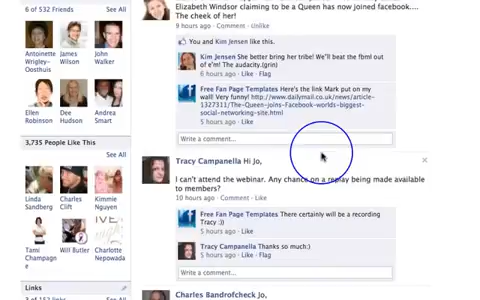 6 of 532 Friends See All
Antoinette Wrigley-Oosthuis
James Wilson
John Walker
Ellen Robinson
Dee Hudson
Andrea Smart
3,735 People Like This
See All
Linda Sandberg
Charles Clift
Kimmie Nguyen
Tami Champagne
Will Butler
Charlotte Nepowada
Links
Elizabeth Windsor claiming to be a Queen has now joined facebook....
The cheek of her!
9 hours ago · Comment · Unlike
You and Kim Jensen like this.
Kim Jensen She better bring her tribe! We'll beat the fbml out
of e'm! The audacity.(grin)
6 hours ago · Like · Flag
Free Fan Page Templates Here's the link Mark put on
my wall! Very funny! http://www.dailymail.co.uk/news/article-
1327311/The-Queen-joins-Facebook-worlds-biggest-
social-networking-site.html
5 hours ago · Like
Write a comment...
Tracy Campanella Hi Jo,
I can't attend the webinar. Any chance on a replay being made available
to members?
10 hours ago · Comment · Like
Free Fan Page Templates There certainly will be a recording
Tracy :))
5 hours ago · Like
Tracy Campanella Thanks so much:)
5 hours ago · Like · Flag
Write a comment...
Charles Bandrofcheck Jo,